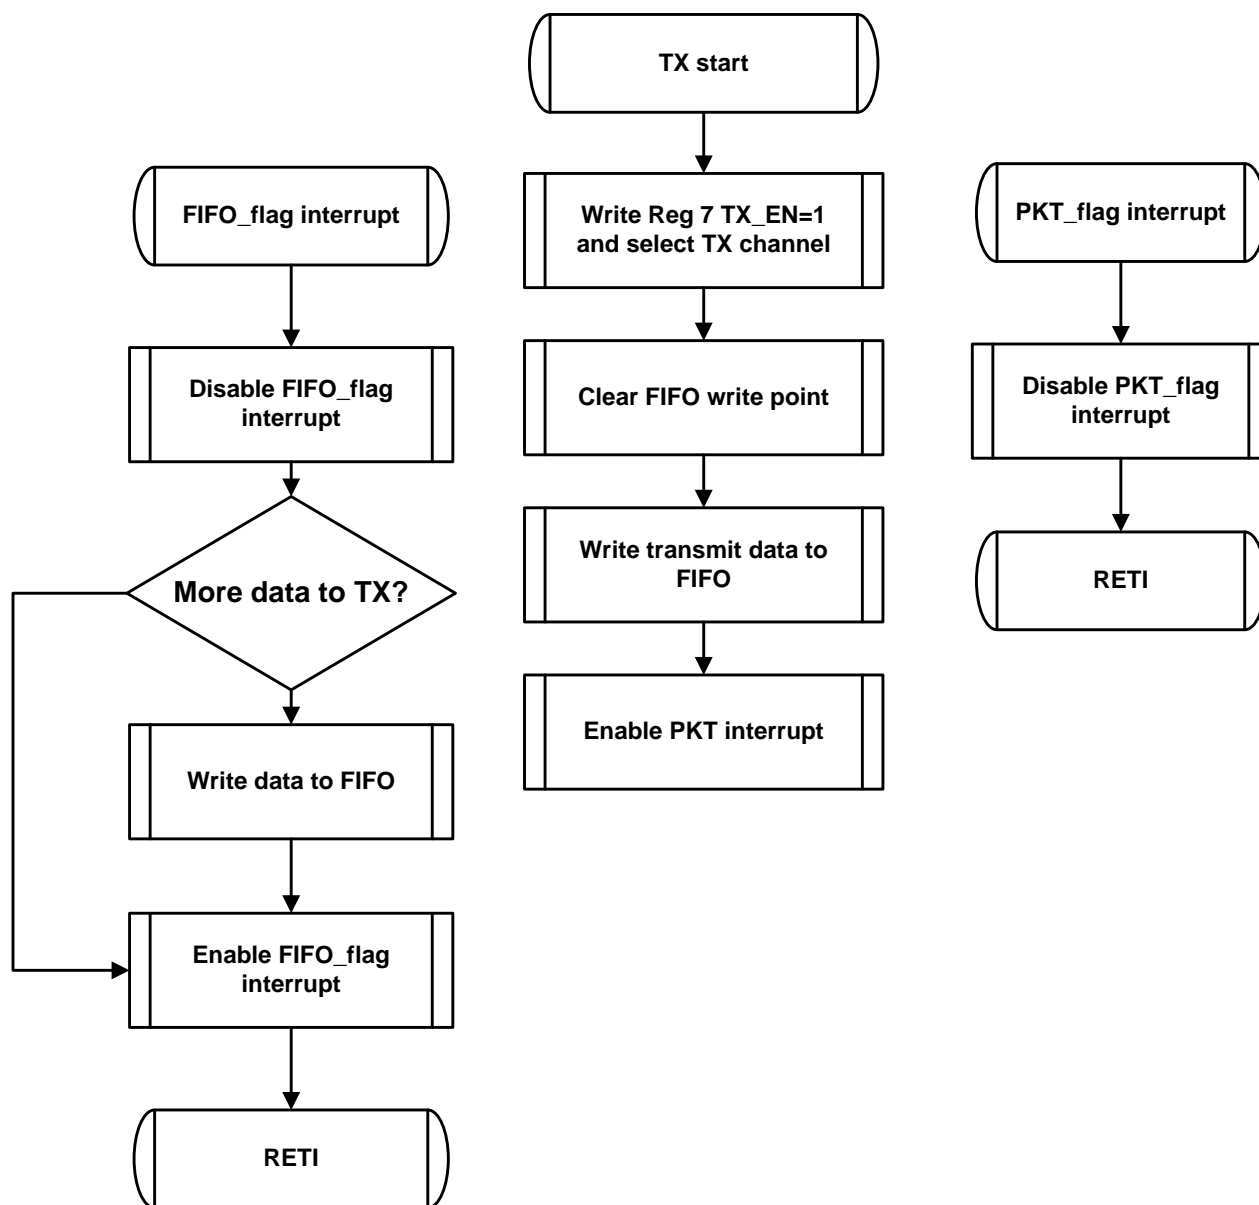 FIFO_flag interrupt
Disable FIFO_flag
interrupt
More data to TX?
Write data to FIFO
Enable FIFO_flag
interrupt
RETI
TX start
Write Reg 7 TX_EN=1
and select TX channel
Clear FIFO write point
Write transmit data to
FIFO
Enable PKT interrupt
PKT_flag interrupt
Disable PKT_flag
interrupt
RETI